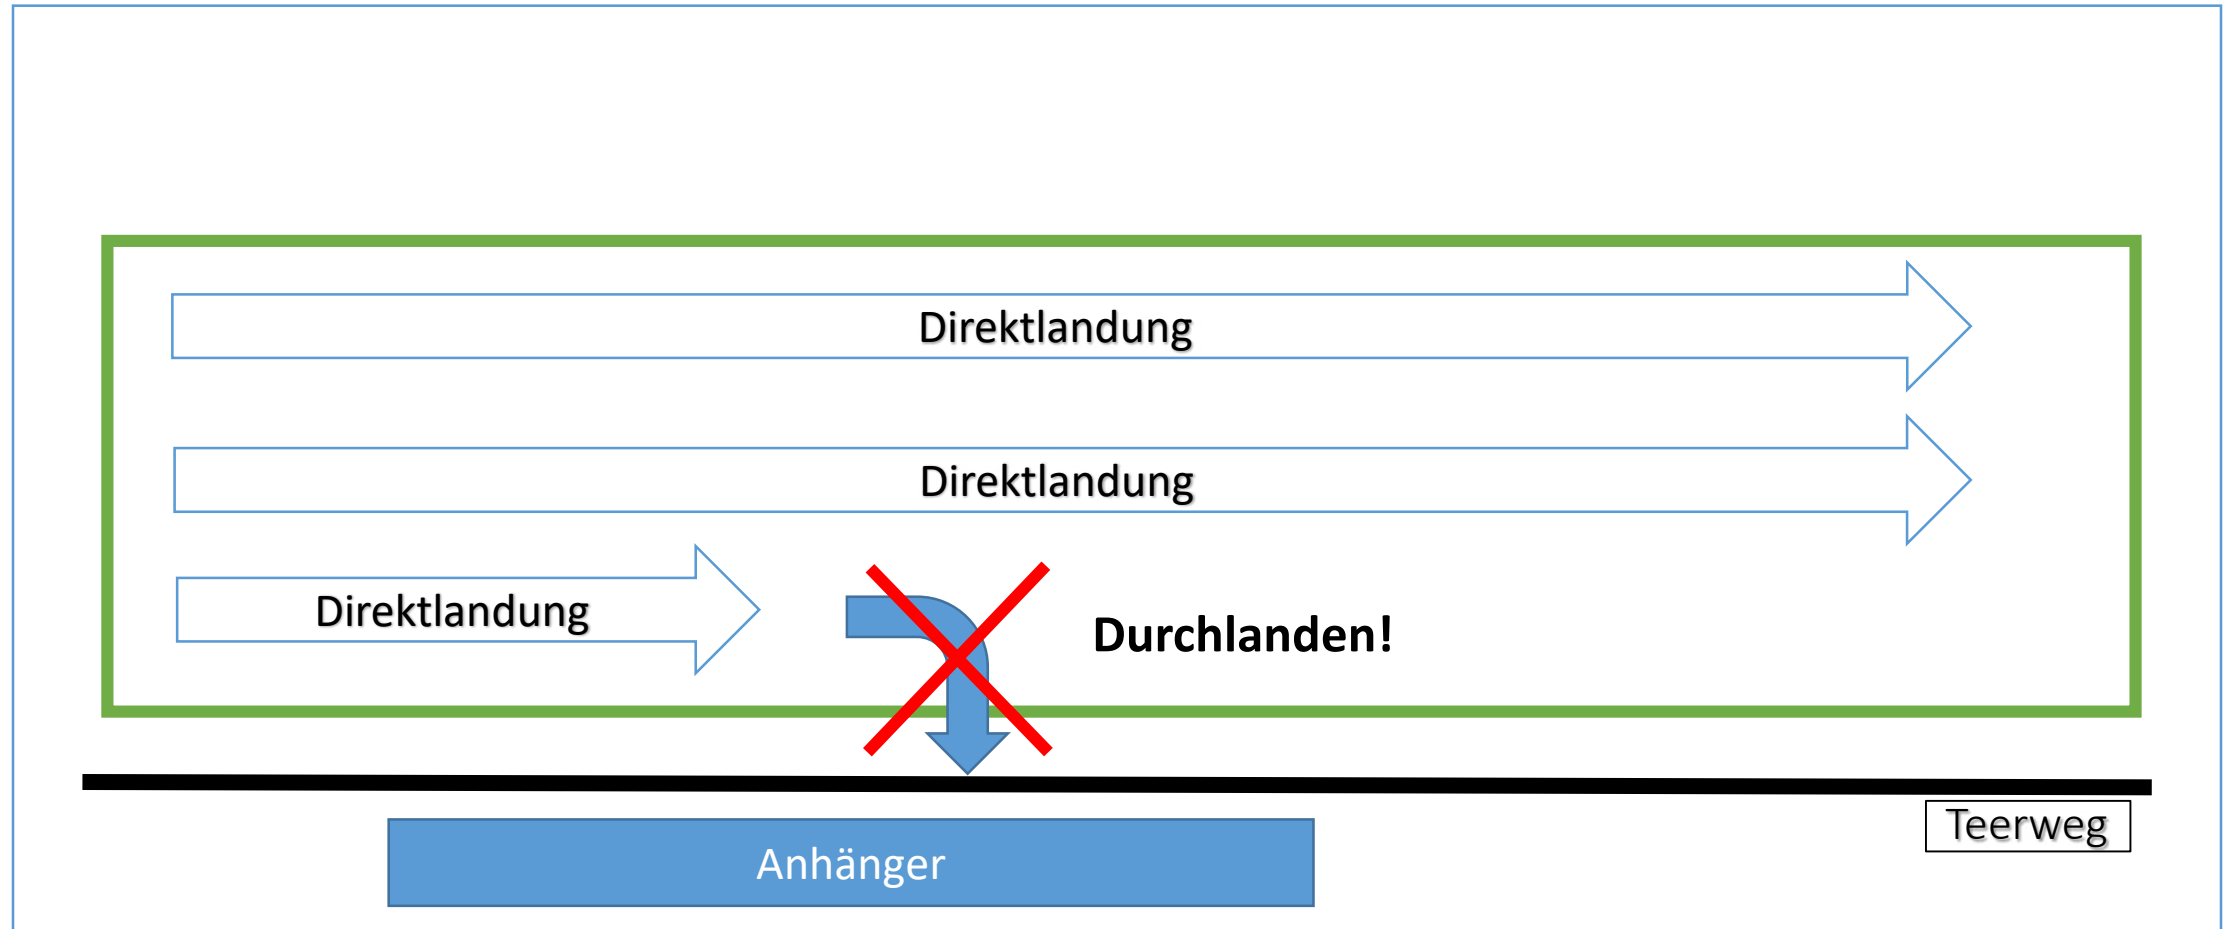 Direktlandung
Direktlandung
Direktlandung
Durchlanden!
Teerweg
Anhänger